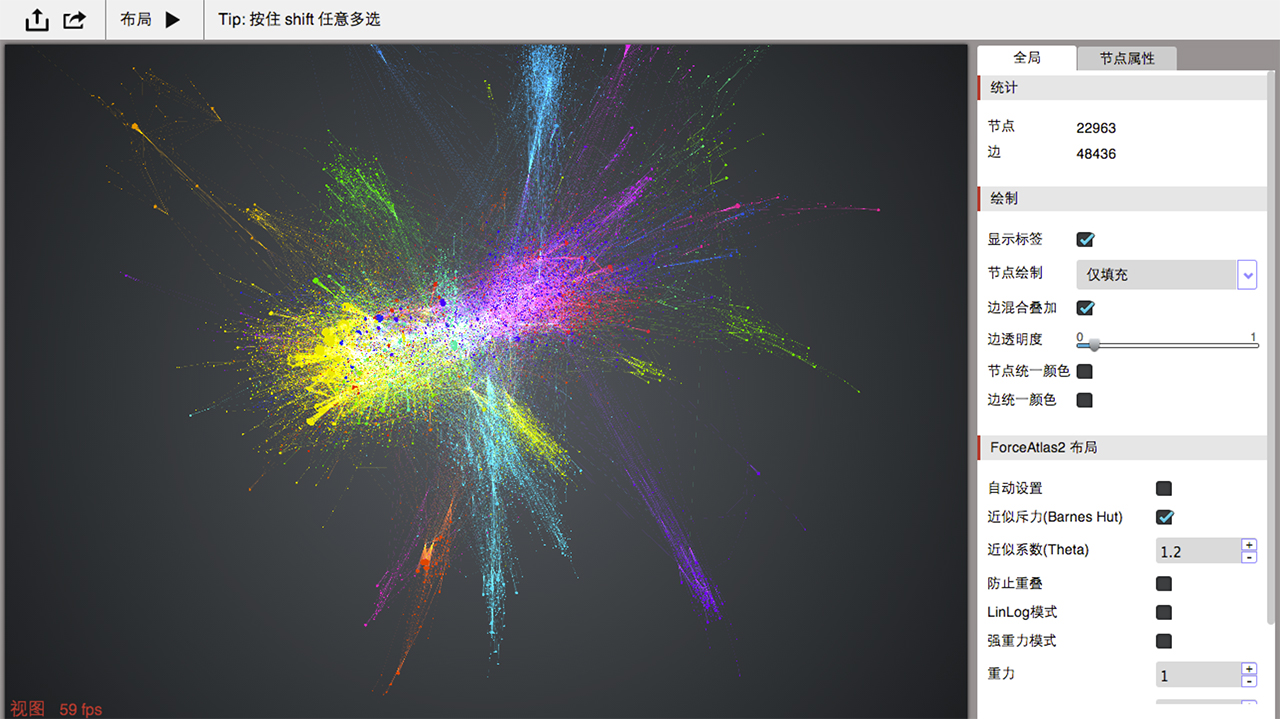 布局
Tip: 按住 shift 任意多选
全局
节点属性
统计
节点 22963
边 48436
绘制
显示标签
节点绘制 仅填充
边混合叠加
边透明度 0 1
节点统一颜色
边统一颜色
ForceAtlas2 布局
自动设置
近似斥力(Barnes Hut)
近似系数(Theta) 1.2 + -
防止重叠
LinLog模式
强重力模式
重力 1 + -
视图 59 fps